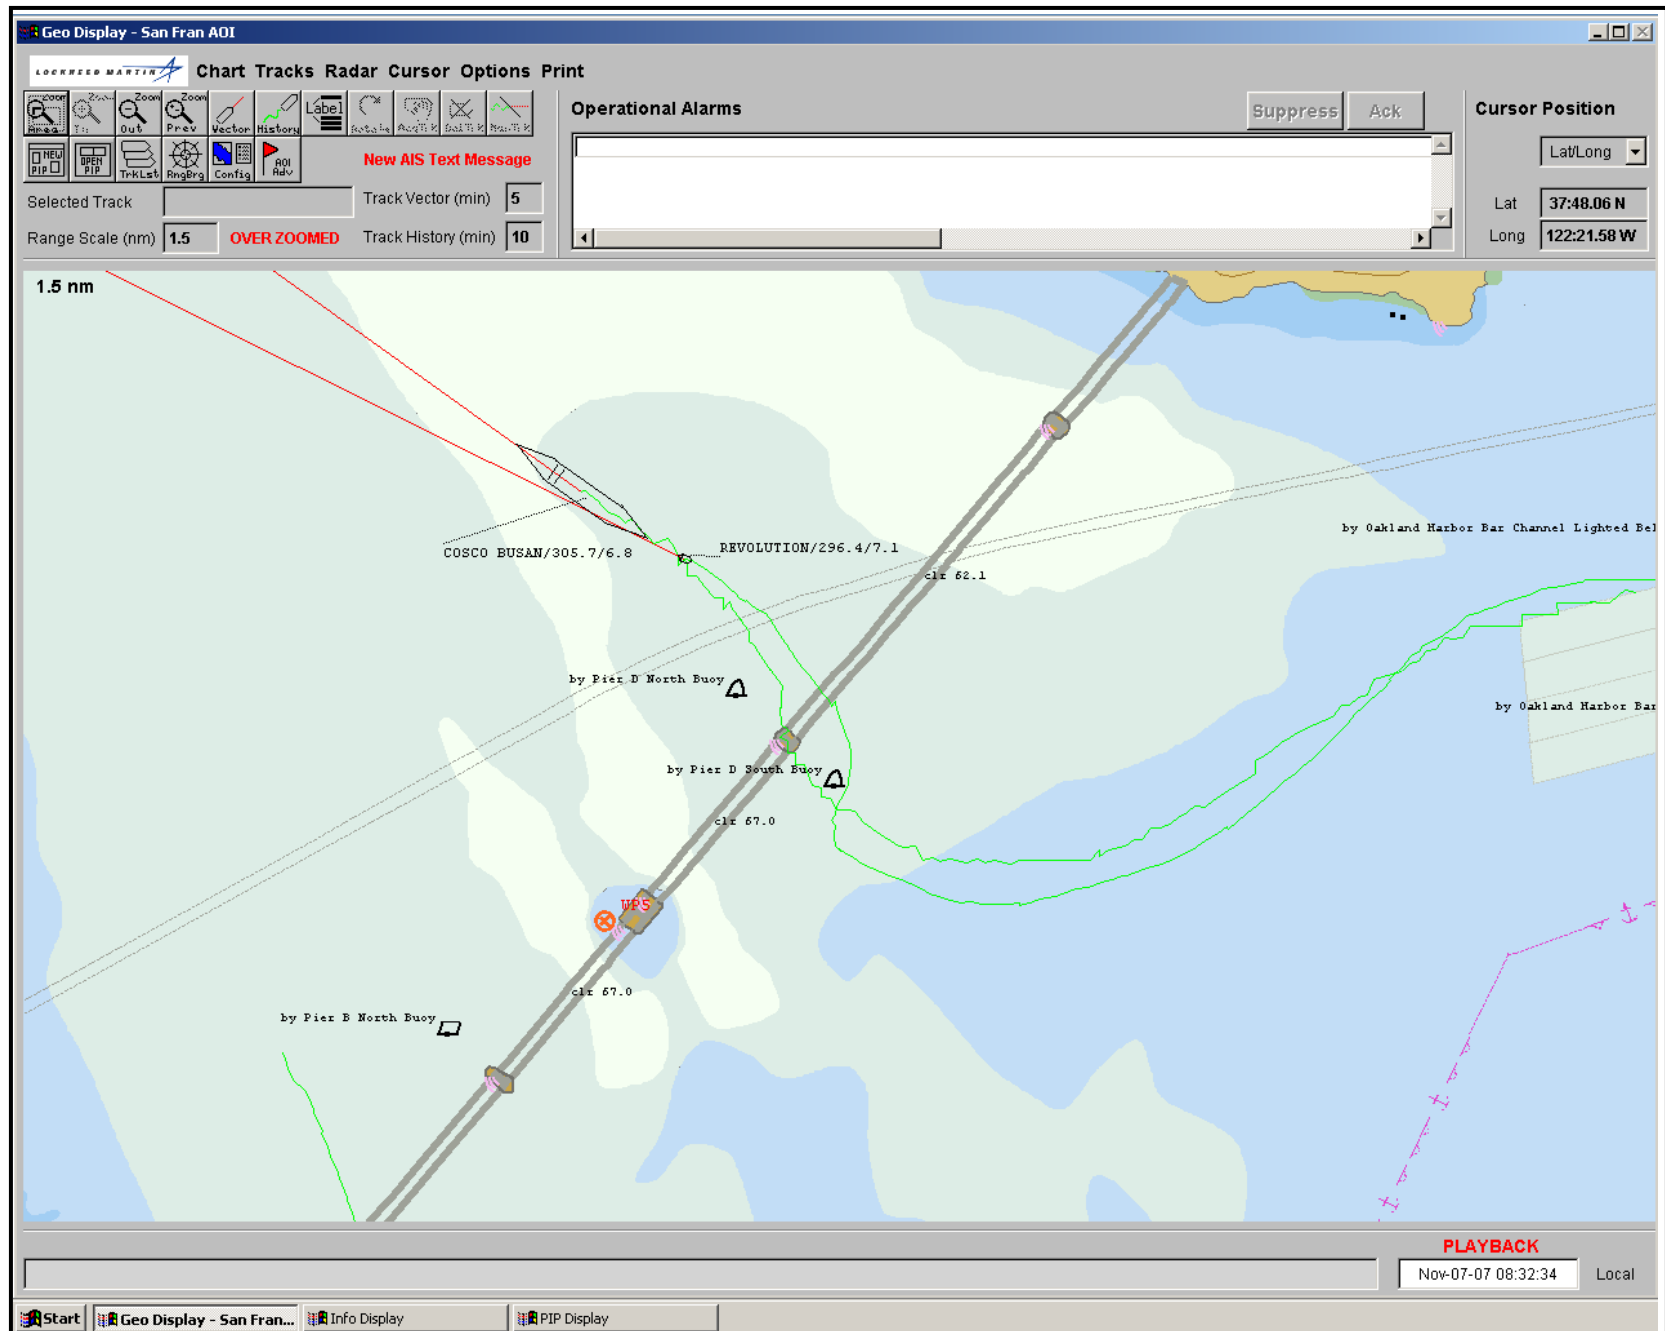 Geo Display - San Fran AOI
LOCKHEED MARTIN
Chart Tracks Radar Cursor Options Print
Zoom Area
Zoom In
Zoom Out
Zoom Prev
Vector
History
Label
Rotate
NEW PIP
OPEN PIP
TrkLst
RngBrg
Config
AOI Adv
New AIS Text Message
Selected Track
Track Vector (min) 5
Range Scale (nm) 1.5 OVER ZOOMED
Track History (min) 10
Operational Alarms
Suppress
Ack
Cursor Position
Lat/Long
Lat 37:48.06 N
Long 122:21.58 W
1.5 nm
by Oakland Harbor Bar Channel Lighted Bel
COSCO BUSAN/305.7/6.8
REVOLUTION/296.4/7.1
clr 62.1
by Pier D North Buoy
by Oakland Harbor Bar
by Pier D South Buoy
clr 67.0
WP5
clr 67.0
by Pier B North Buoy
PLAYBACK
Nov-07-07 08:32:34 Local
Start
Geo Display - San Fran...
Info Display
PIP Display